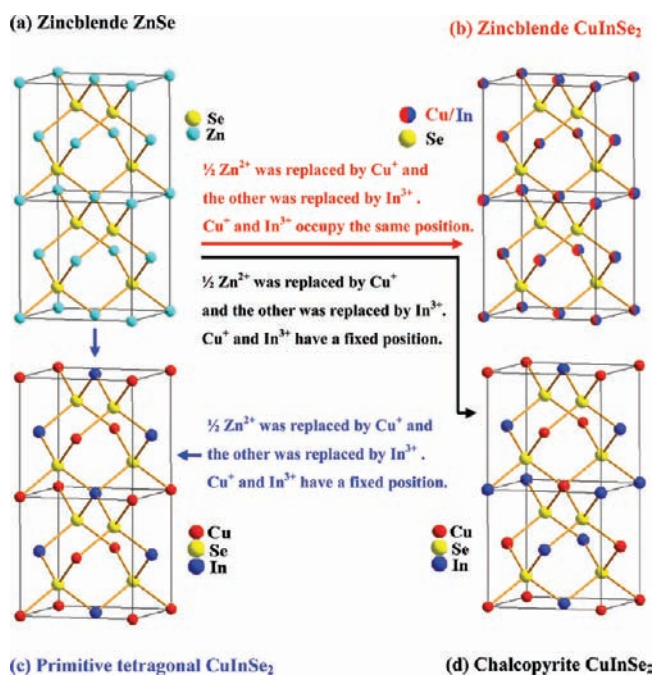 (a) Zincblende ZnSe
(b) Zincblende CuInSe₂
Se
Zn
Cu/In
Se
½ Zn²⁺ was replaced by Cu⁺ and
the other was replaced by In³⁺ .
Cu⁺ and In³⁺ occupy the same position.
½ Zn²⁺ was replaced by Cu⁺
and the other was replaced by In³⁺.
Cu⁺ and In³⁺ have a fixed position.
½ Zn²⁺ was replaced by Cu⁺ and
the other was replaced by In³⁺ .
Cu⁺ and In³⁺ have a fixed position.
Cu
Se
In
Cu
Se
In
(c) Primitive tetragonal CuInSe₂
(d) Chalcopyrite CuInSe₂